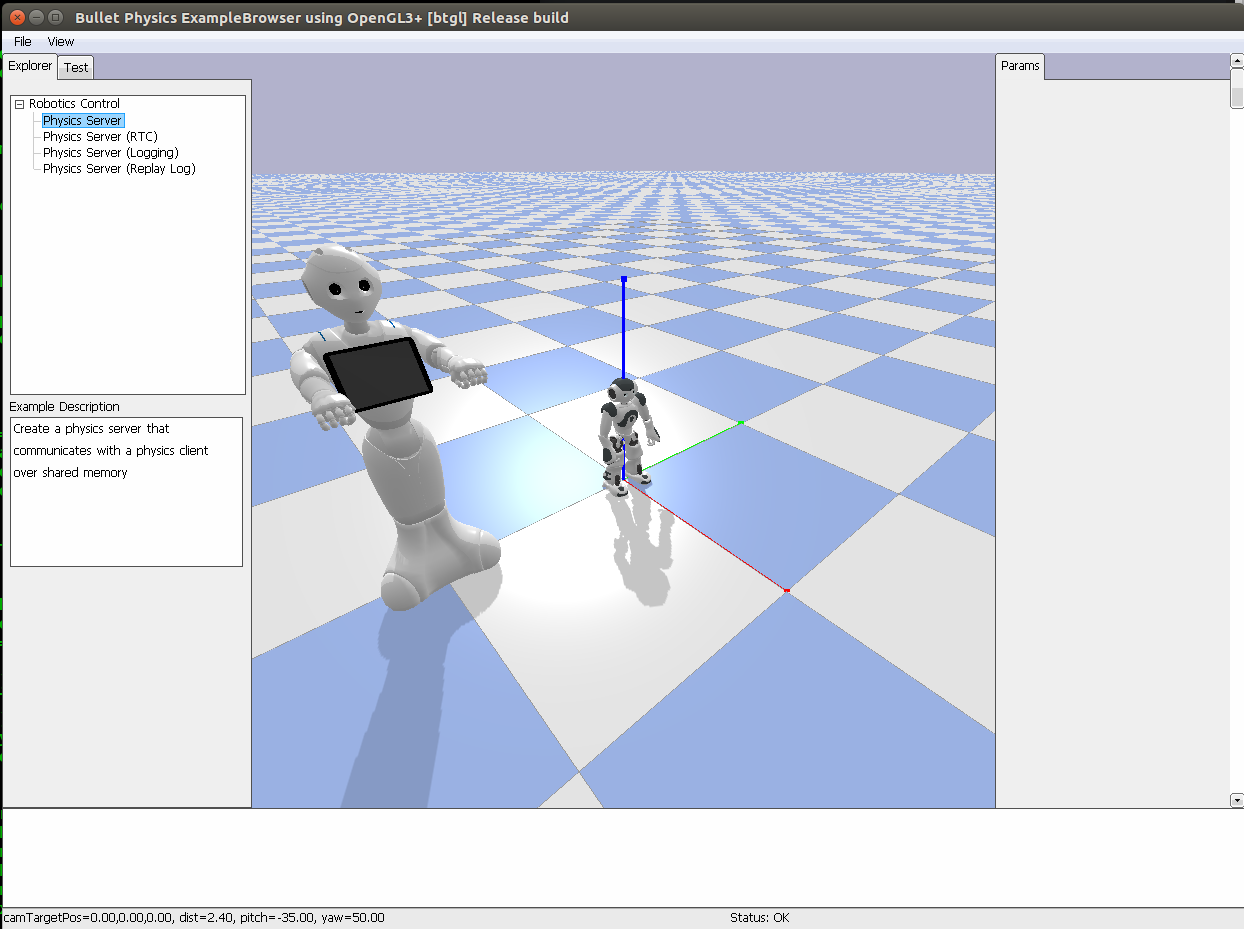 Bullet Physics ExampleBrowser using OpenGL3+ [btgl] Release build
File View
Explorer Test
Params
Robotics Control
Physics Server
Physics Server (RTC)
Physics Server (Logging)
Physics Server (Replay Log)
Example Description
Create a physics server that
communicates with a physics client
over shared memory
camTargetPos=0.00,0.00,0.00, dist=2.40, pitch=-35.00, yaw=50.00
Status: OK